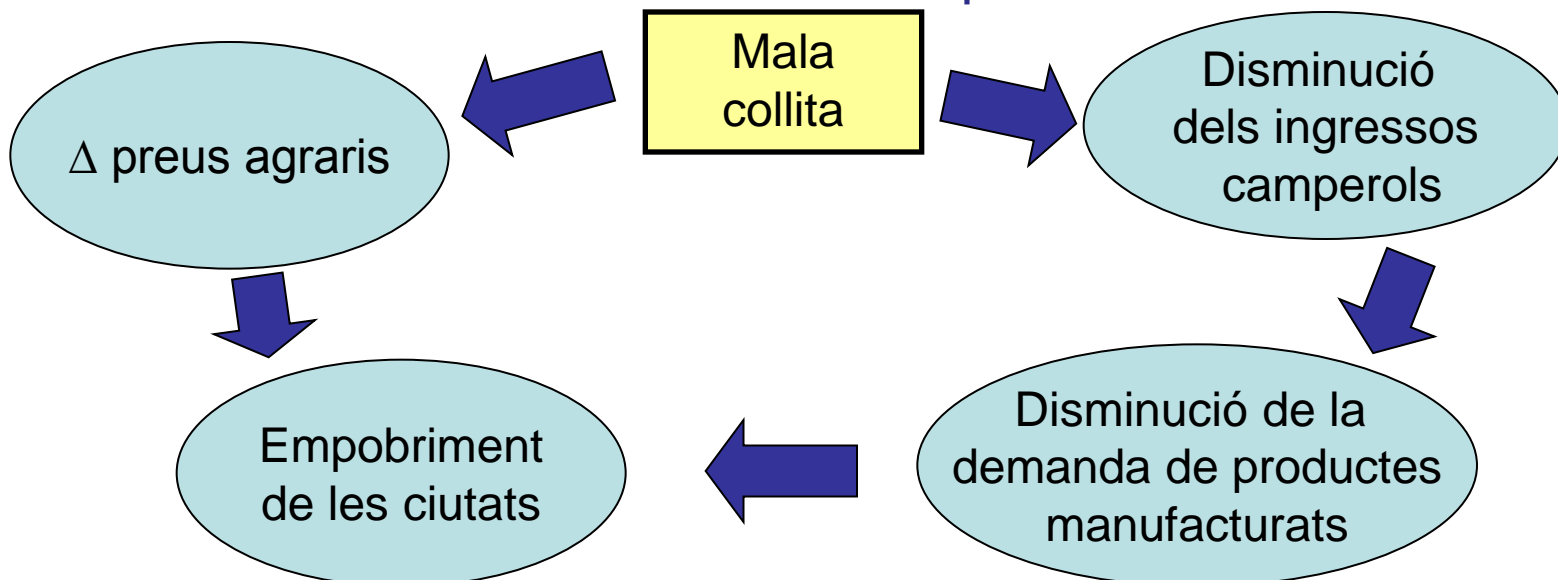 Mala
collita
Δ preus agraris
Disminució
dels ingressos
camperols
Empobriment
de les ciutats
Disminució de la
demanda de productes
manufacturats